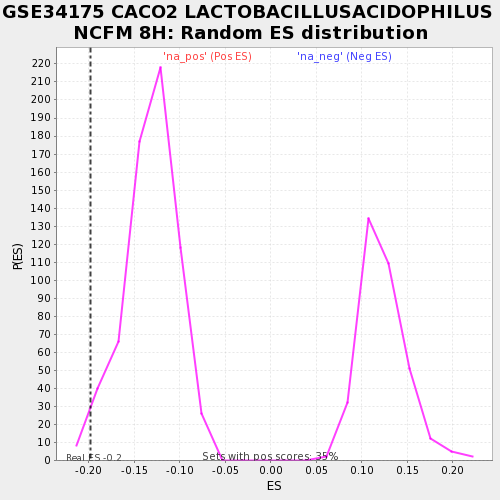 GSE34175 CACO2 LACTOBACILLUSACIDOPHILUS
NCFM 8H: Random ES distribution
'na_pos' (Pos ES) 'na_neg' (Neg ES)
220
210
200
190
180
170
160
150
140
130
120
110
100
90
80
70
60
50
40
30
20
10
0
P(ES)
Real ES -0.2
Sets with pos scores: 35%
-0.20 -0.15 -0.10 -0.05 0.00 0.05 0.10 0.15 0.20
ES